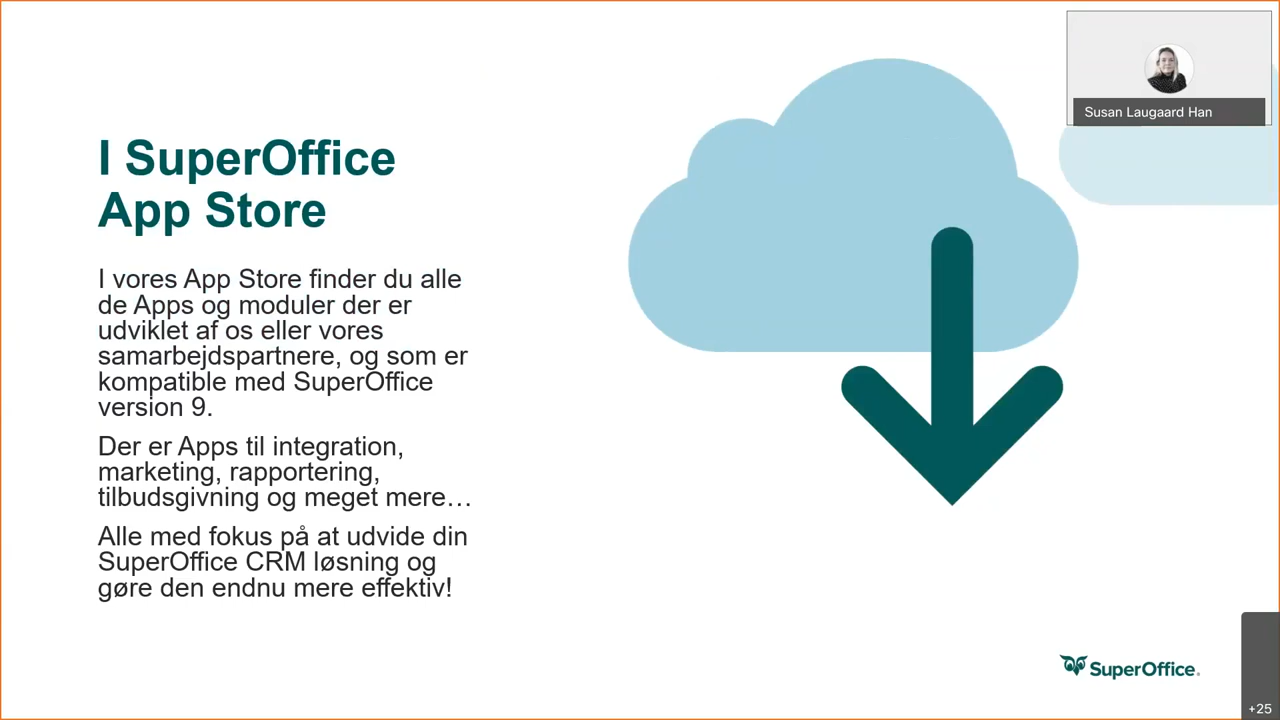 Susan Laugaard Han
I SuperOffice
App Store
I vores App Store finder du alle
de Apps og moduler der er
udviklet af os eller vores
samarbejdspartnere, og som er
kompatible med SuperOffice
version 9.
Der er Apps til integration,
marketing, rapportering,
tilbudsgivning og meget mere…
Alle med fokus på at udvide din
SuperOffice CRM løsning og
gøre den endnu mere effektiv!
SuperOffice.
+25